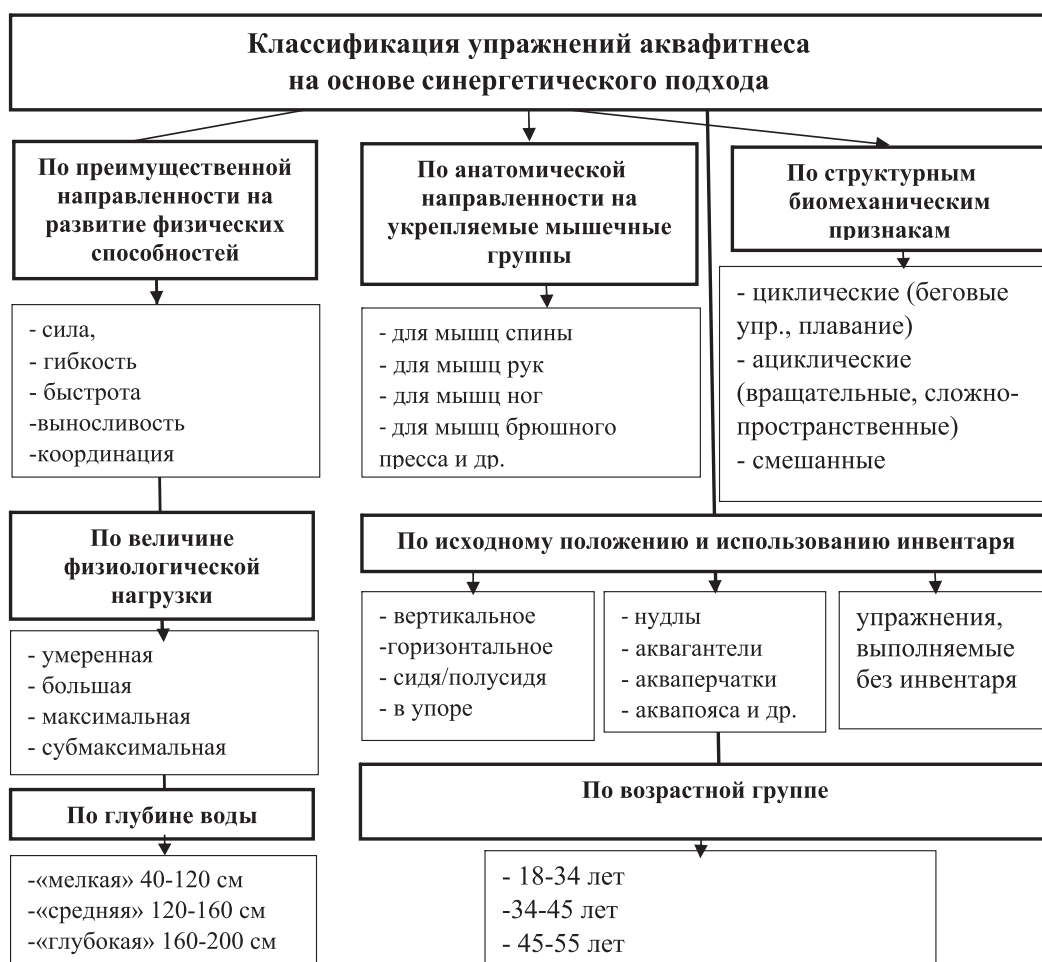 Классификация упражнений аквафитнеса
на основе синергетического подхода
По преимущественной
направленности на
развитие физических
способностей
По анатомической
направленности на
укрепляемые мышечные
группы
По структурным
биомеханическим
признакам
- сила,
- гибкость
- быстрота
-выносливость
-координация
- для мышц спины
- для мышц рук
- для мышц ног
- для мышц брюшного
пресса и др.
- циклические (беговые
упр., плавание)
- ациклические
(вращательные, сложно-
пространственные)
- смешанные
По величине
физиологической
нагрузки
По исходному положению и использованию инвентаря
- умеренная
- большая
- максимальная
- субмаксимальная
- вертикальное
-горизонтальное
- сидя/полусидя
- в упоре
- нудлы
- аквагантели
- акваперчатки
- аквапояса и др.
упражнения,
выполняемые
без инвентаря
По глубине воды
По возрастной группе
-«мелкая» 40-120 см
-«средняя» 120-160 см
-«глубокая» 160-200 см
- 18-34 лет
-34-45 лет
- 45-55 лет